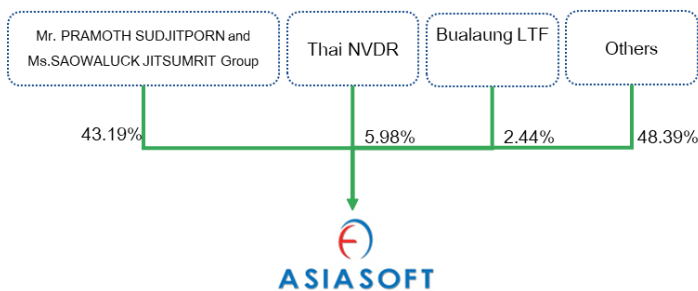 Mr. PRAMOTH SUDJITPORN and
Ms.SAOWALUCK JITSUMRIT Group
Thai NVDR
Bualaung LTF
Others
43.19%
5.98%
2.44%
48.39%
ASIASOFT